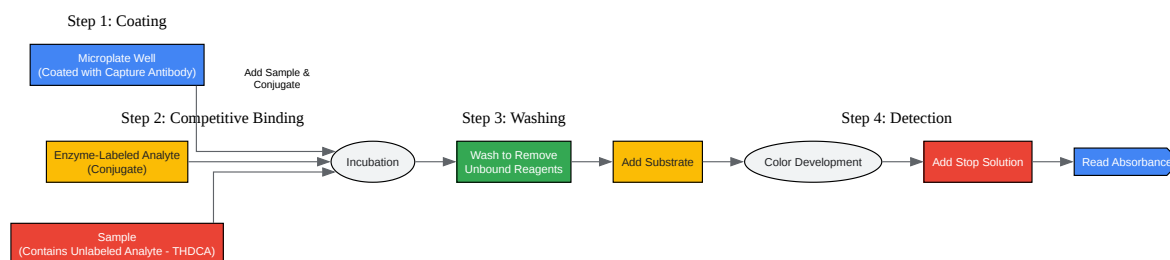 Step 1: Coating
Microplate Well
(Coated with Capture Antibody)
Add Sample &
Conjugate
Step 2: Competitive Binding
Step 3: Washing
Step 4: Detection
Enzyme-Labeled Analyte
(Conjugate)
Incubation
Wash to Remove
Unbound Reagents
Add Substrate
Color Development
Add Stop Solution
Read Absorbance
Sample
(Contains Unlabeled Analyte - THDCA)